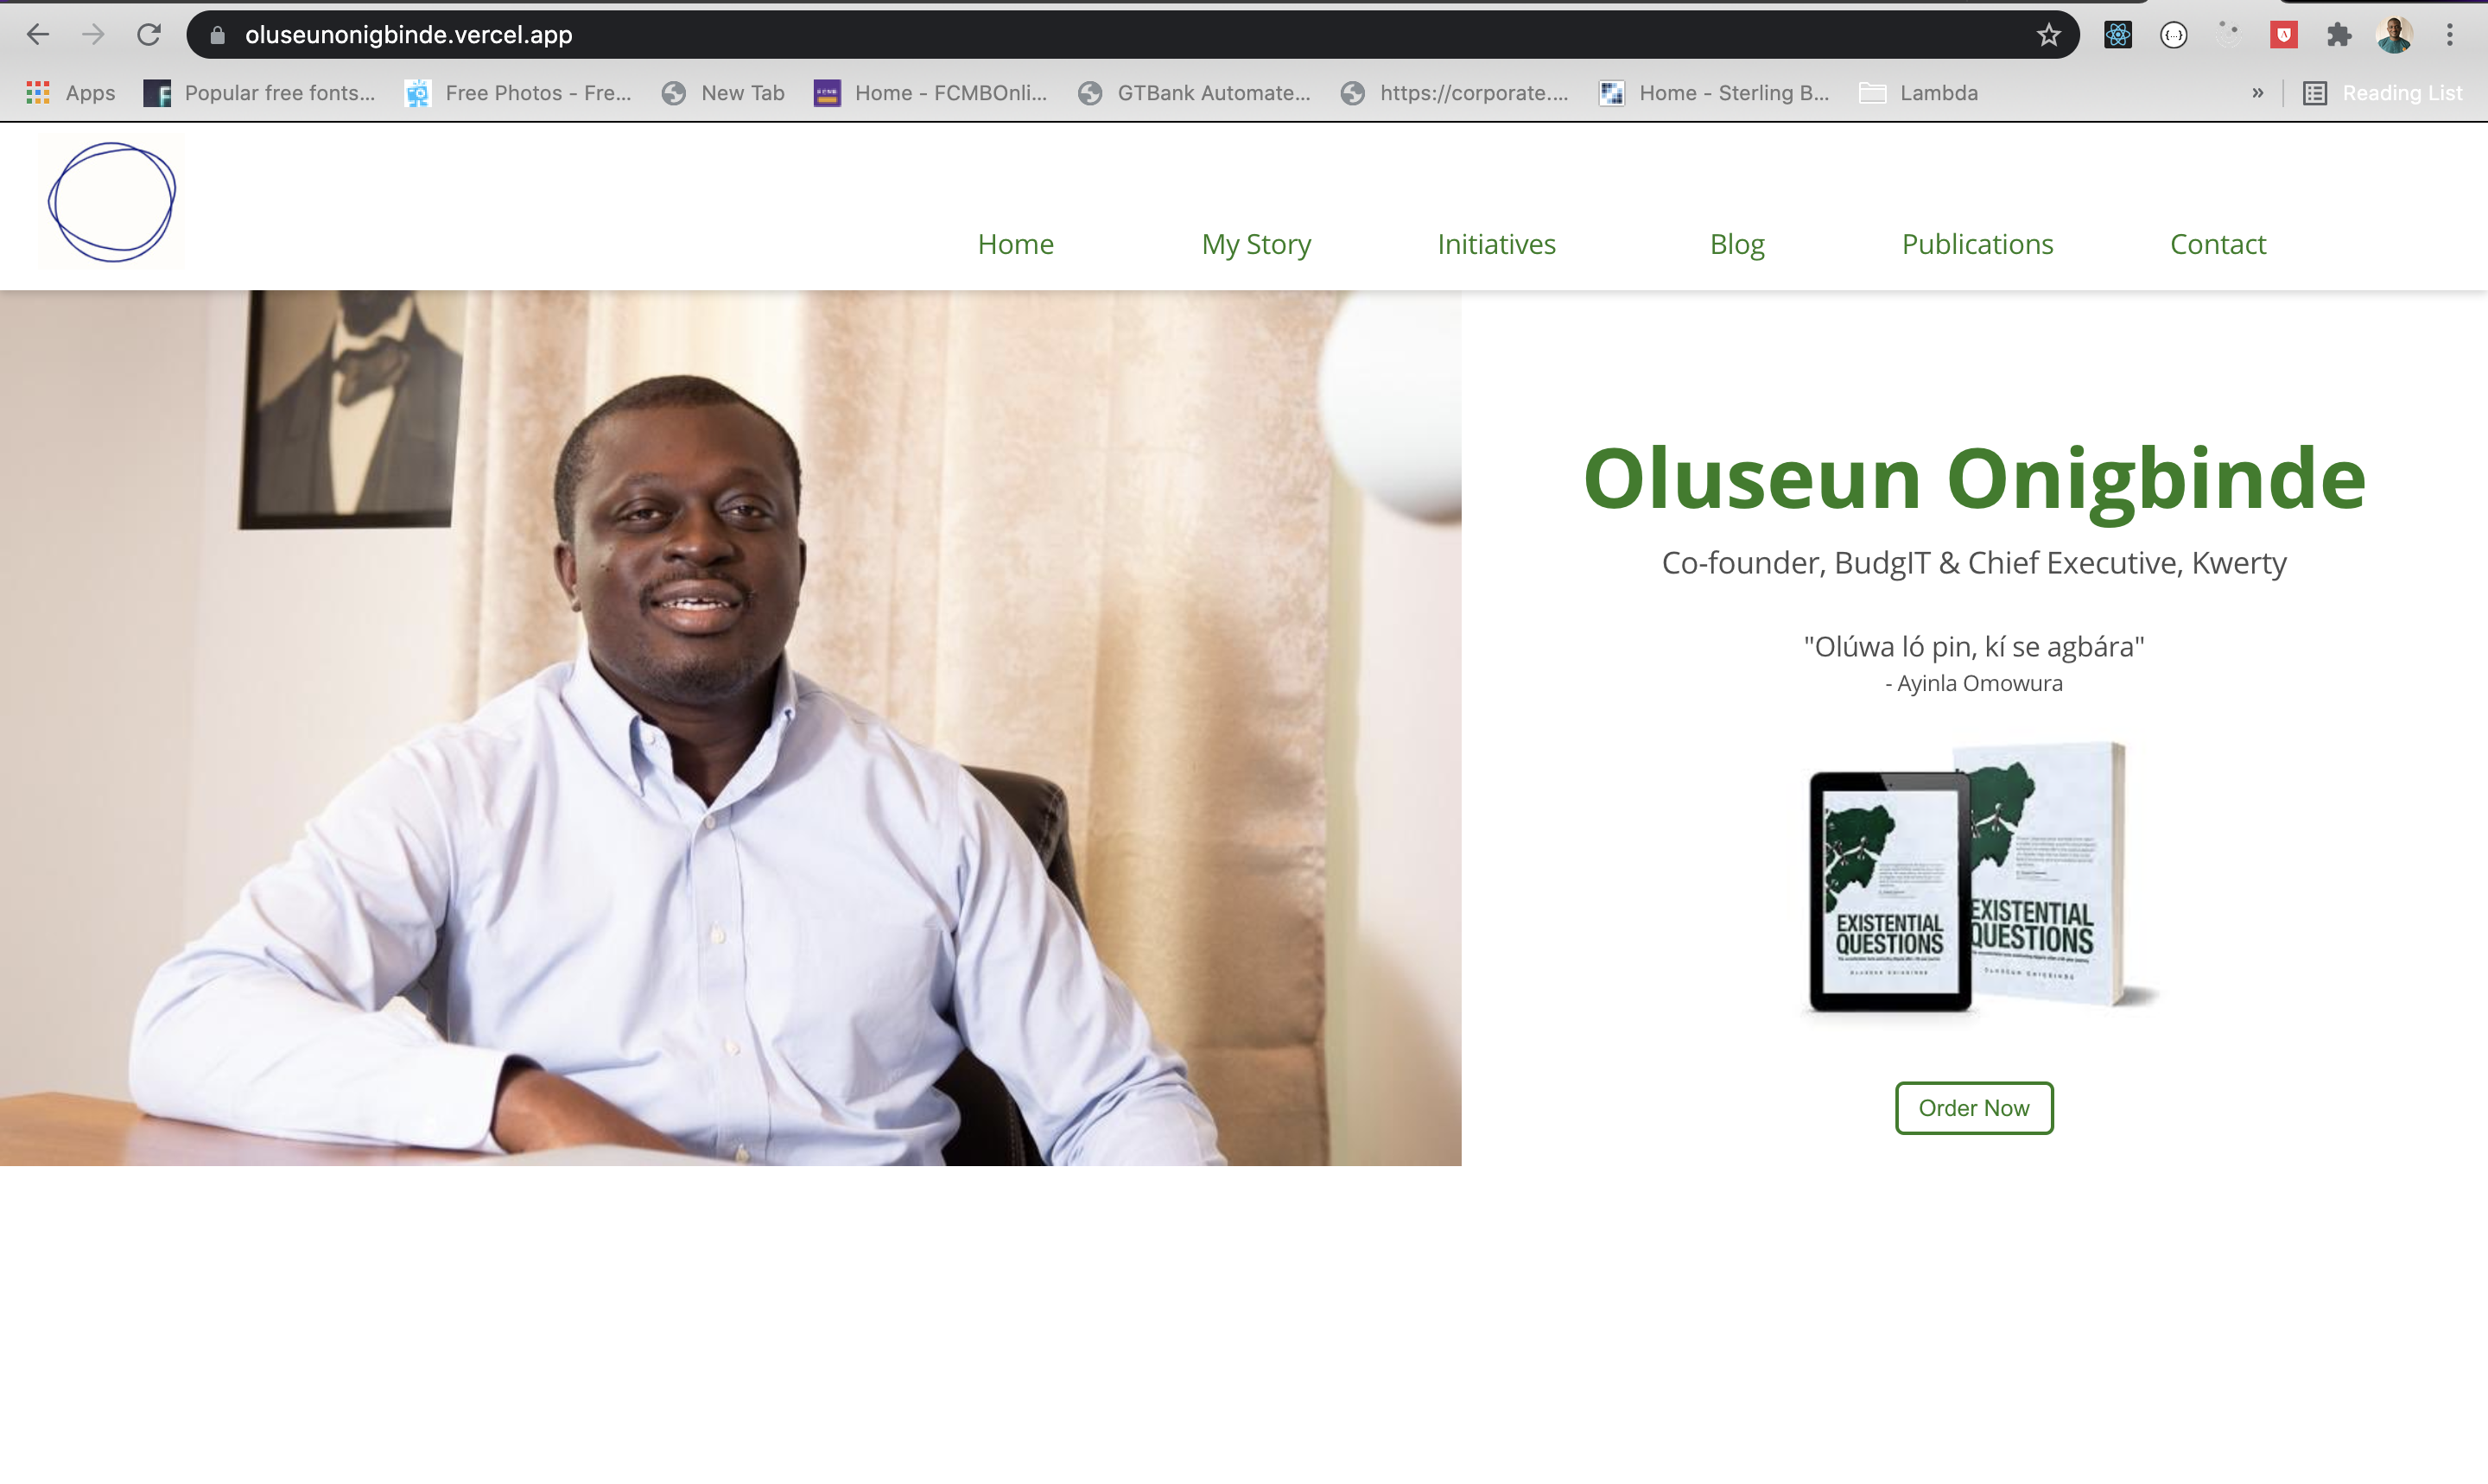 oluseunonigbinde.vercel.app
Apps
Popular free fonts...
Free Photos - Fre...
New Tab
Home - FCMBOnli...
GTBank Automate...
https://corporate....
Home - Sterling B...
Lambda
»
Reading List
Home
My Story
Initiatives
Blog
Publications
Contact
Oluseun Onigbinde
Co-founder, BudgIT & Chief Executive, Kwerty
"Olúwa ló pin, kí se agbára"
- Ayinla Omowura
EXISTENTIAL
QUESTIONS
OLUSEUN ONIGBINDE
EXISTENTIAL
QUESTIONS
OLUSEUN ONIGBINDE
Order Now